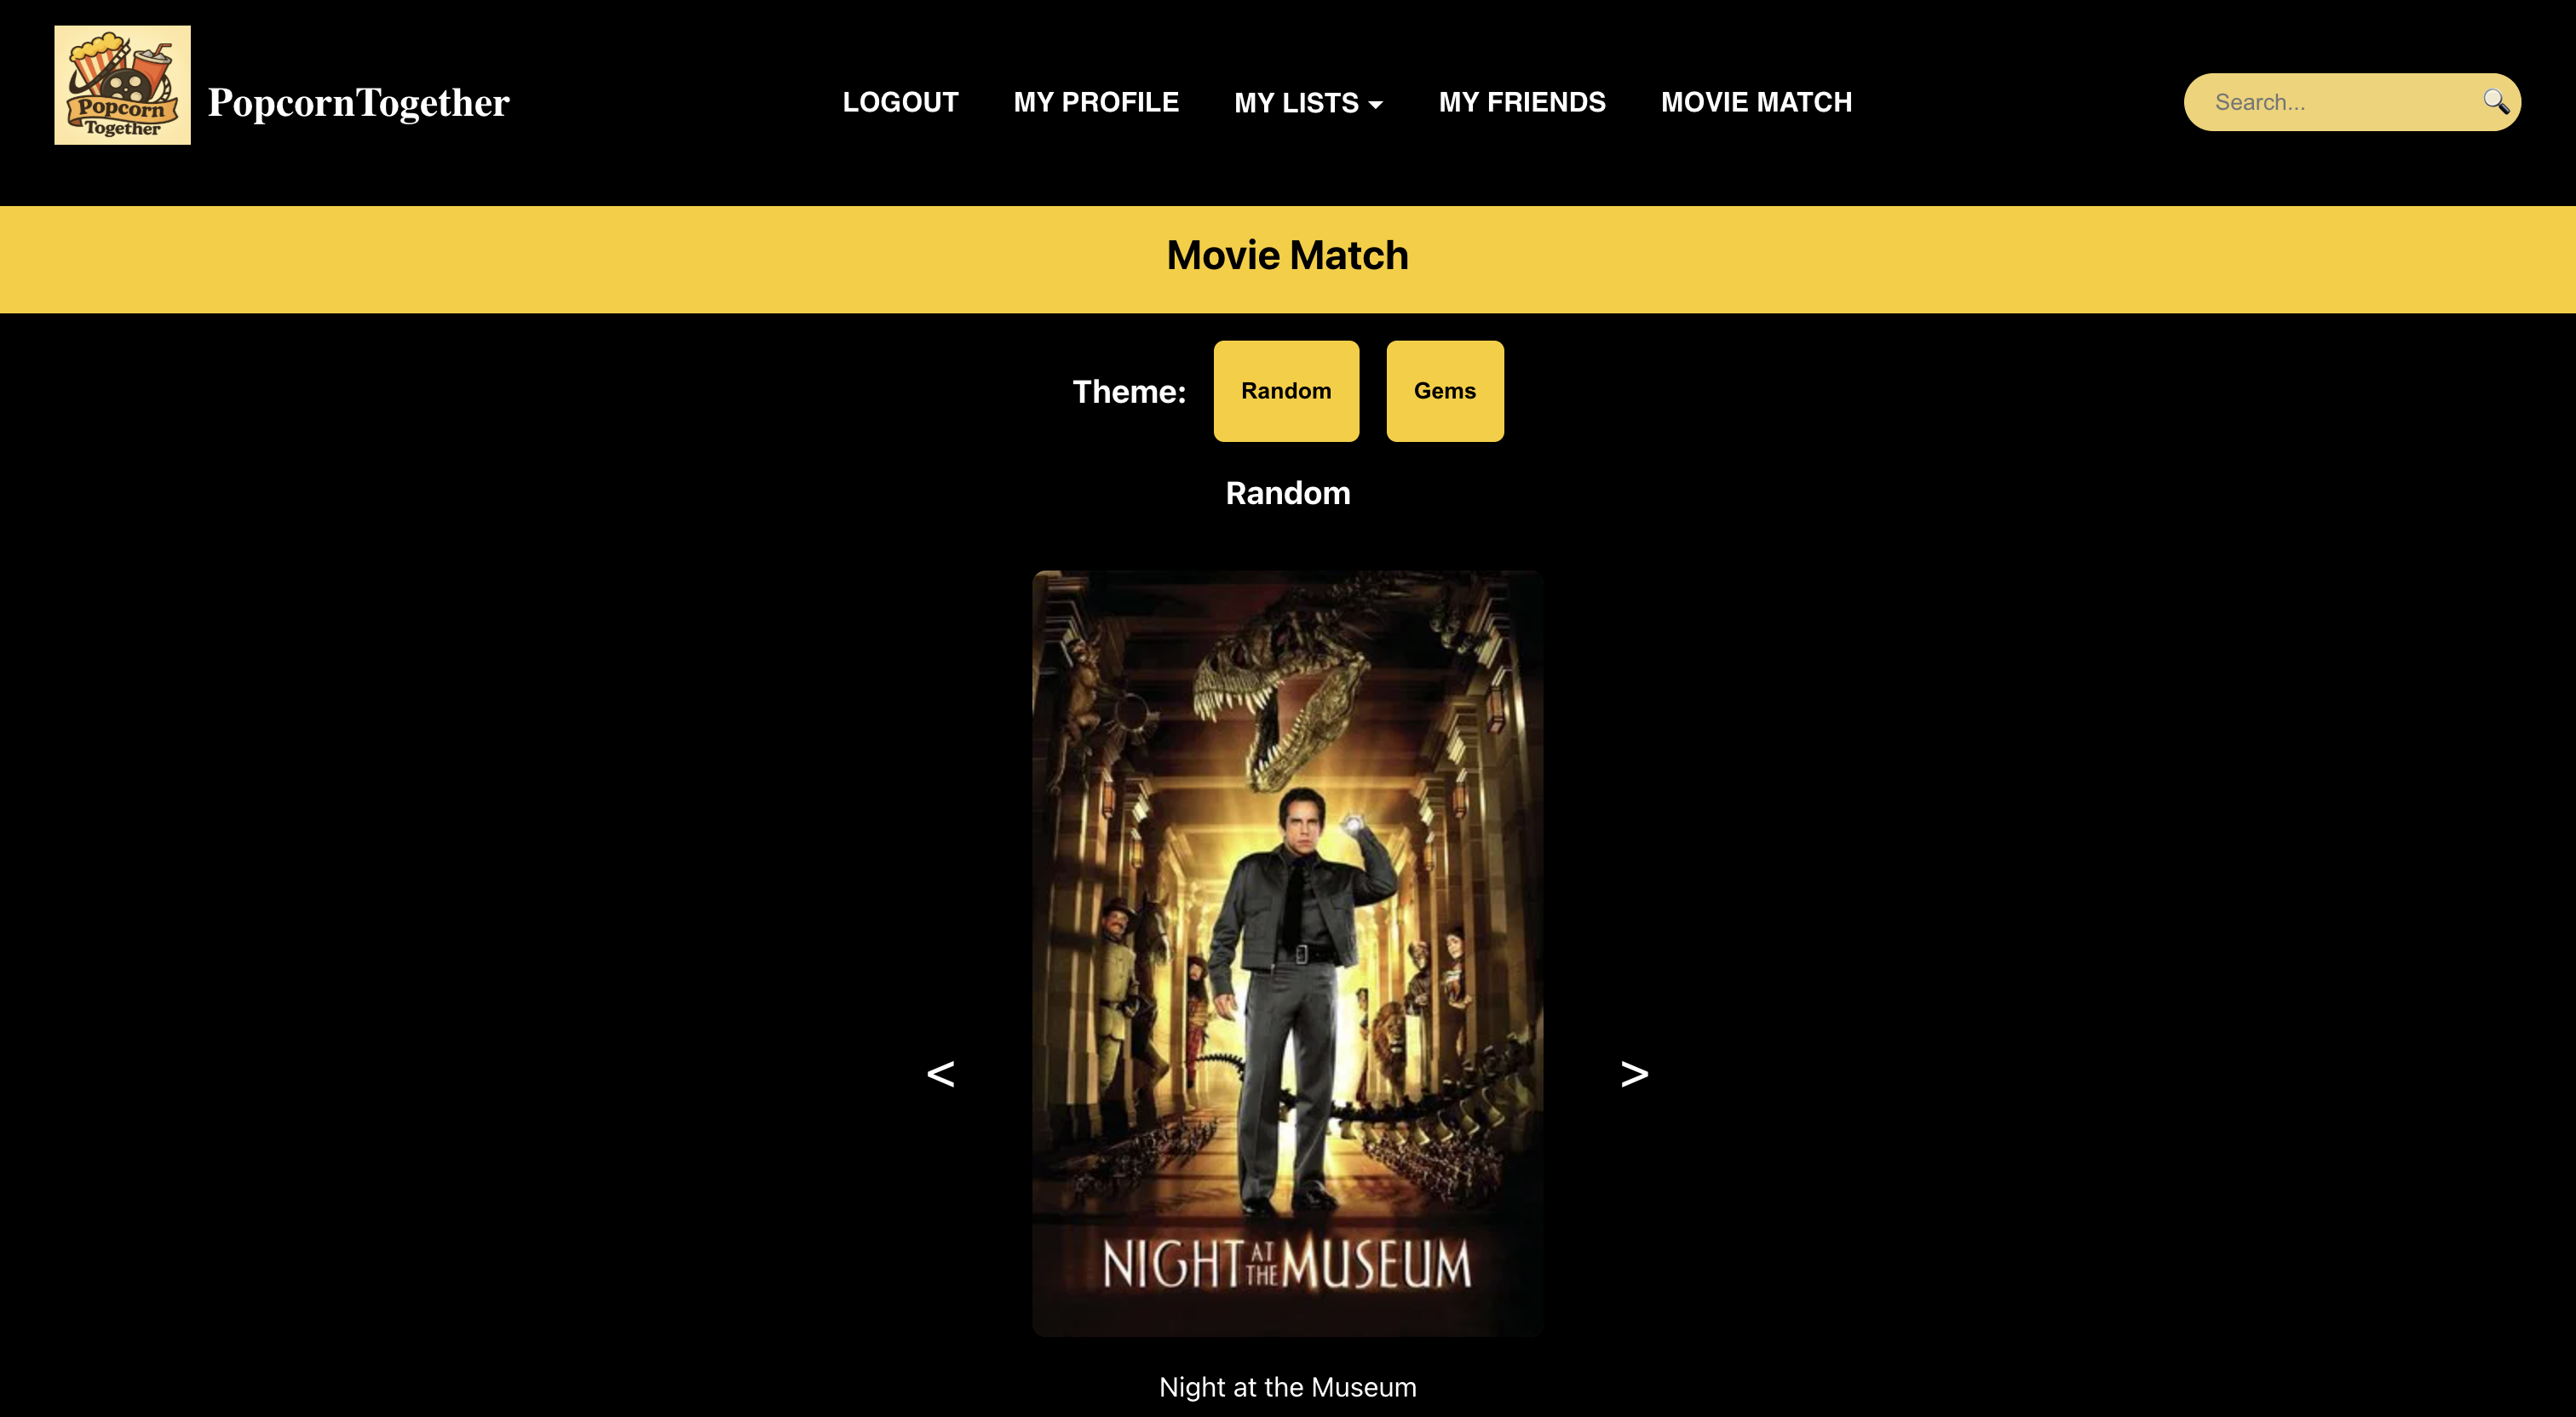 Popcorn
Together
PopcornTogether
LOGOUT
MY PROFILE
MY LISTS
MY FRIENDS
MOVIE MATCH
Search...
Movie Match
Theme:
Random
Gems
Random
<
>
NIGHT AT THE MUSEUM
Night at the Museum